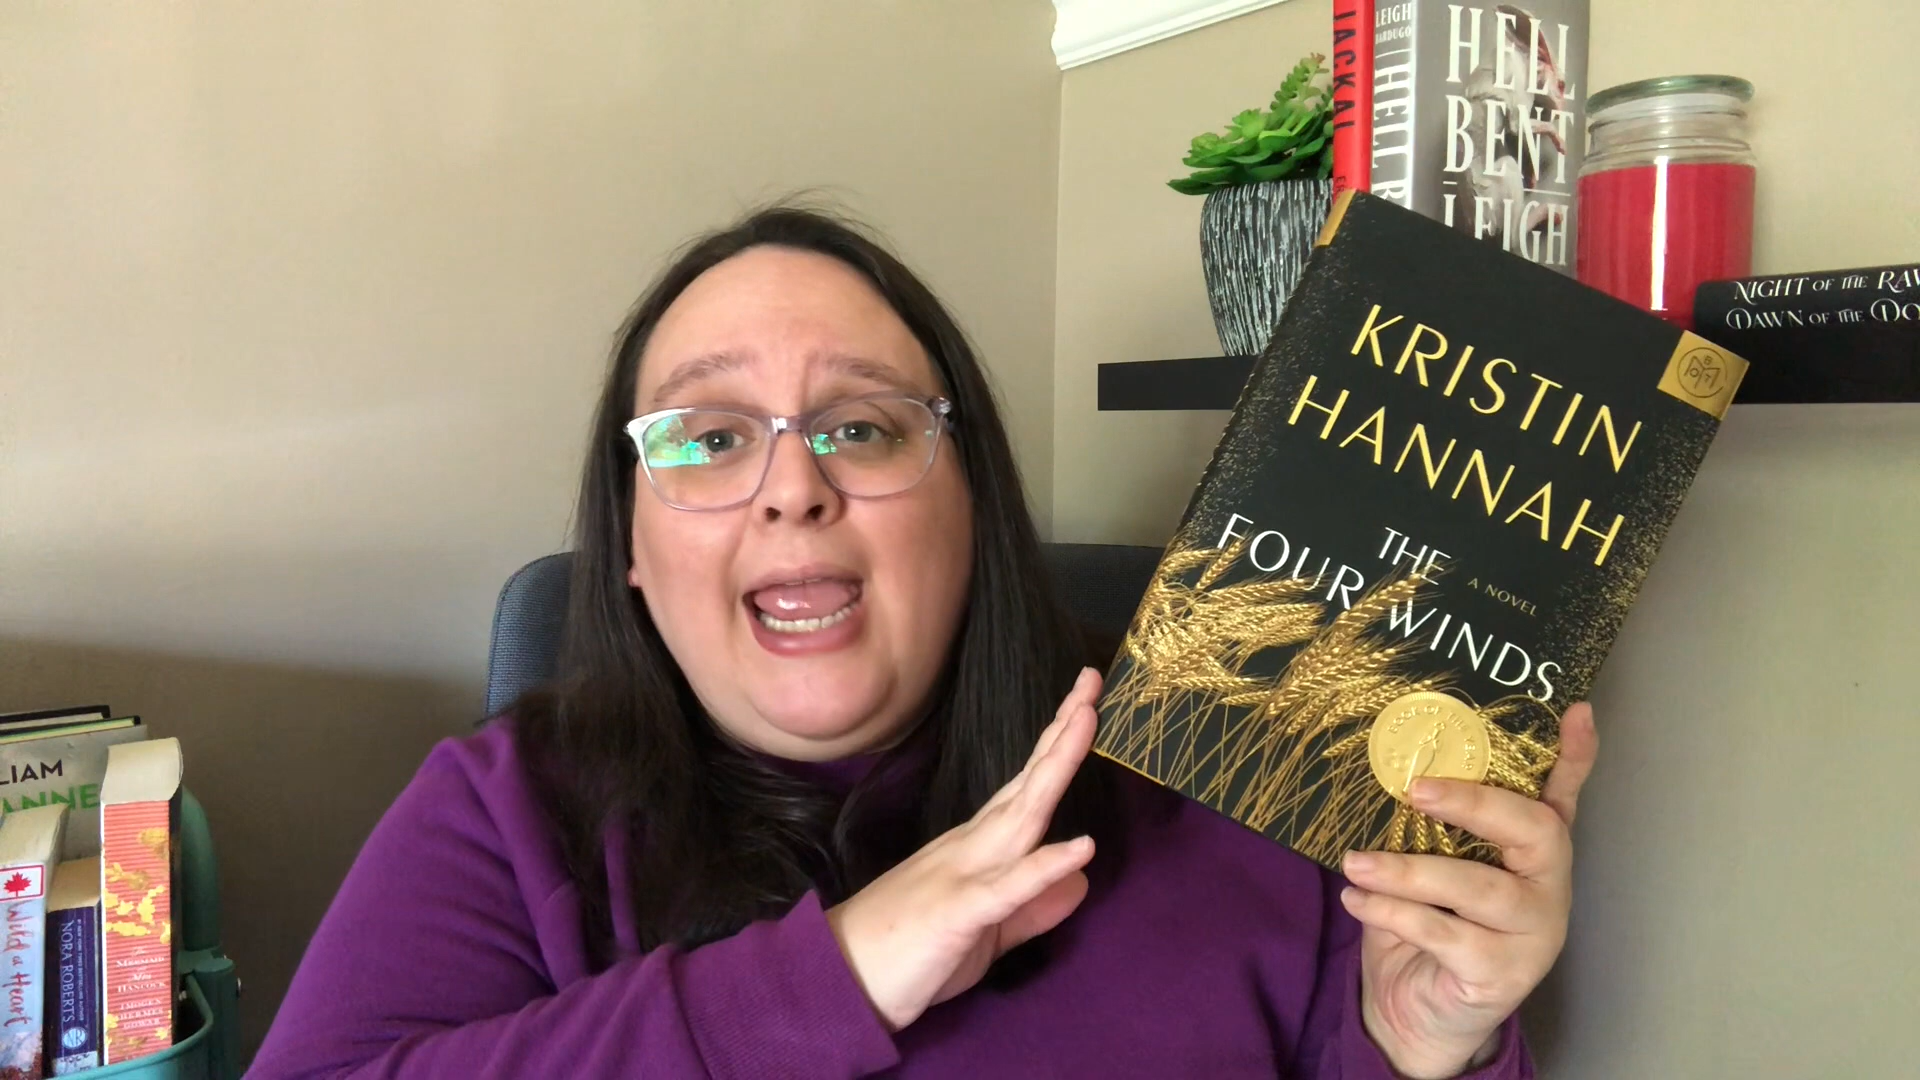 JACKAL
LEIGH
BARDUGO
HELL B
HELL
BENT
LEIGH
NIGHT OF THE RAV
DAWN OF THE DO
BOTM
KRISTIN
HANNAH
THE
FOUR WINDS
A NOVEL
BOOK OF THE YEAR
LIAM
ANNE
Wild at Heart
NORA ROBERTS
THE
MERMAID
AND
MRS
HANCOCK
IMOGEN
HERMES
GOWAR